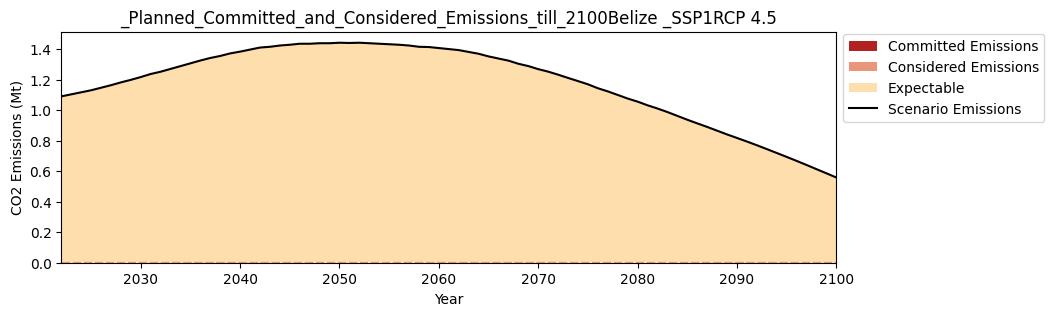 _Planned_Committed_and_Considered_Emissions_till_2100Belize _SSP1RCP 4.5
CO2 Emissions (Mt)
1.4
1.2
1.0
0.8
0.6
0.4
0.2
0.0
2030 2040 2050 2060 2070 2080 2090 2100
Year
Committed Emissions
Considered Emissions
Expectable
Scenario Emissions